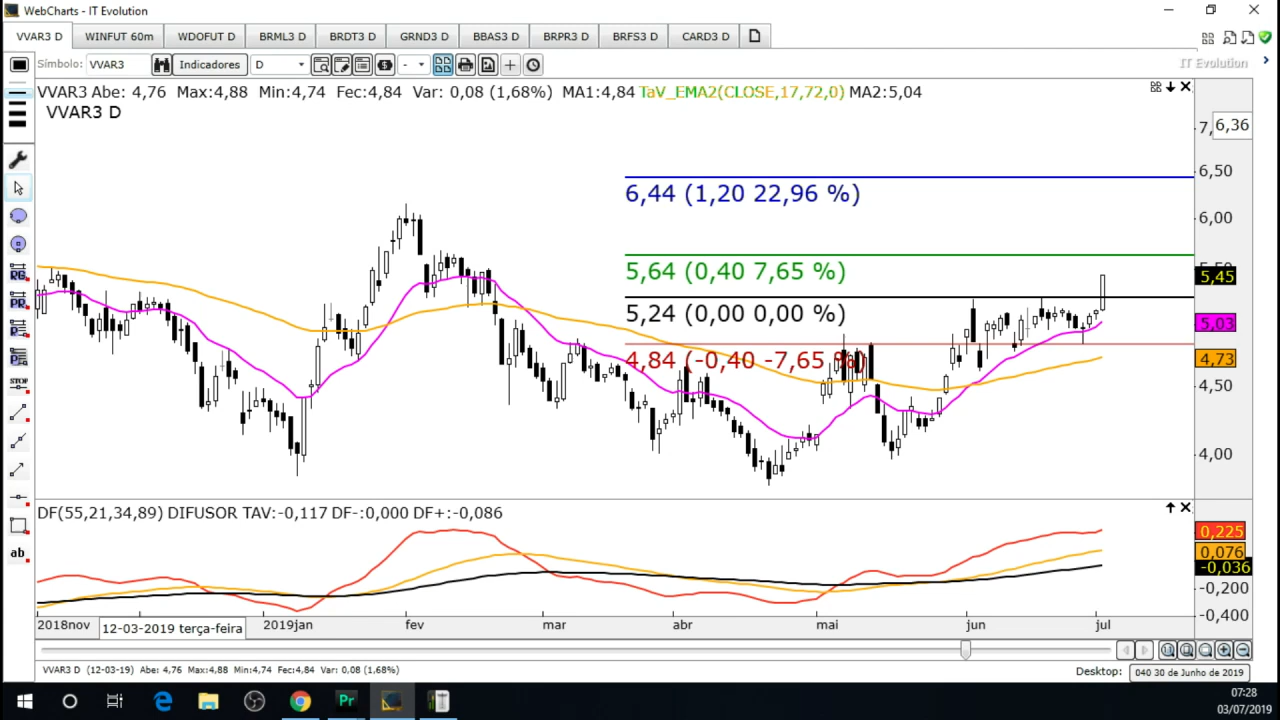 WebCharts - IT Evolution
VVAR3 D WINFUT 60m WDOFUT D BRML3 D BRDT3 D GRND3 D BBAS3 D BRPR3 D BRFS3 D CARD3 D
Símbolo: VVAR3 Indicadores D -
IT Evolution
VVAR3 Abe: 4,76 Max:4,88 Min:4,74 Fec:4,84 Var: 0,08 (1,68%) MA1:4,84 TaV_EMA2(CLOSE,17,72,0) MA2:5,04
VVAR3 D
6,36
6,50
6,44 (1,20 22,96 %)
6,00
5,64 (0,40 7,65 %)
5,45
5,24 (0,00 0,00 %)
5,03
4,84 (-0,40 -7,65 %)
4,73
4,50
4,00
RG
PR
STOP
ab
DF(55,21,34,89) DIFUSOR TAV:-0,117 DF-:0,000 DF+:-0,086
0,225
0,076
-0,036
-0,200
-0,400
2018nov 12-03-2019 terça-feira 2019jan fev mar abr mai jun jul
VVAR3 D (12-03-19) Abe: 4,76 Max:4,88 Min:4,74 Fec:4,84 Var: 0,08 (1,68%)
Desktop: 040 30 de Junho de 2019
Pr
07:28
03/07/2019